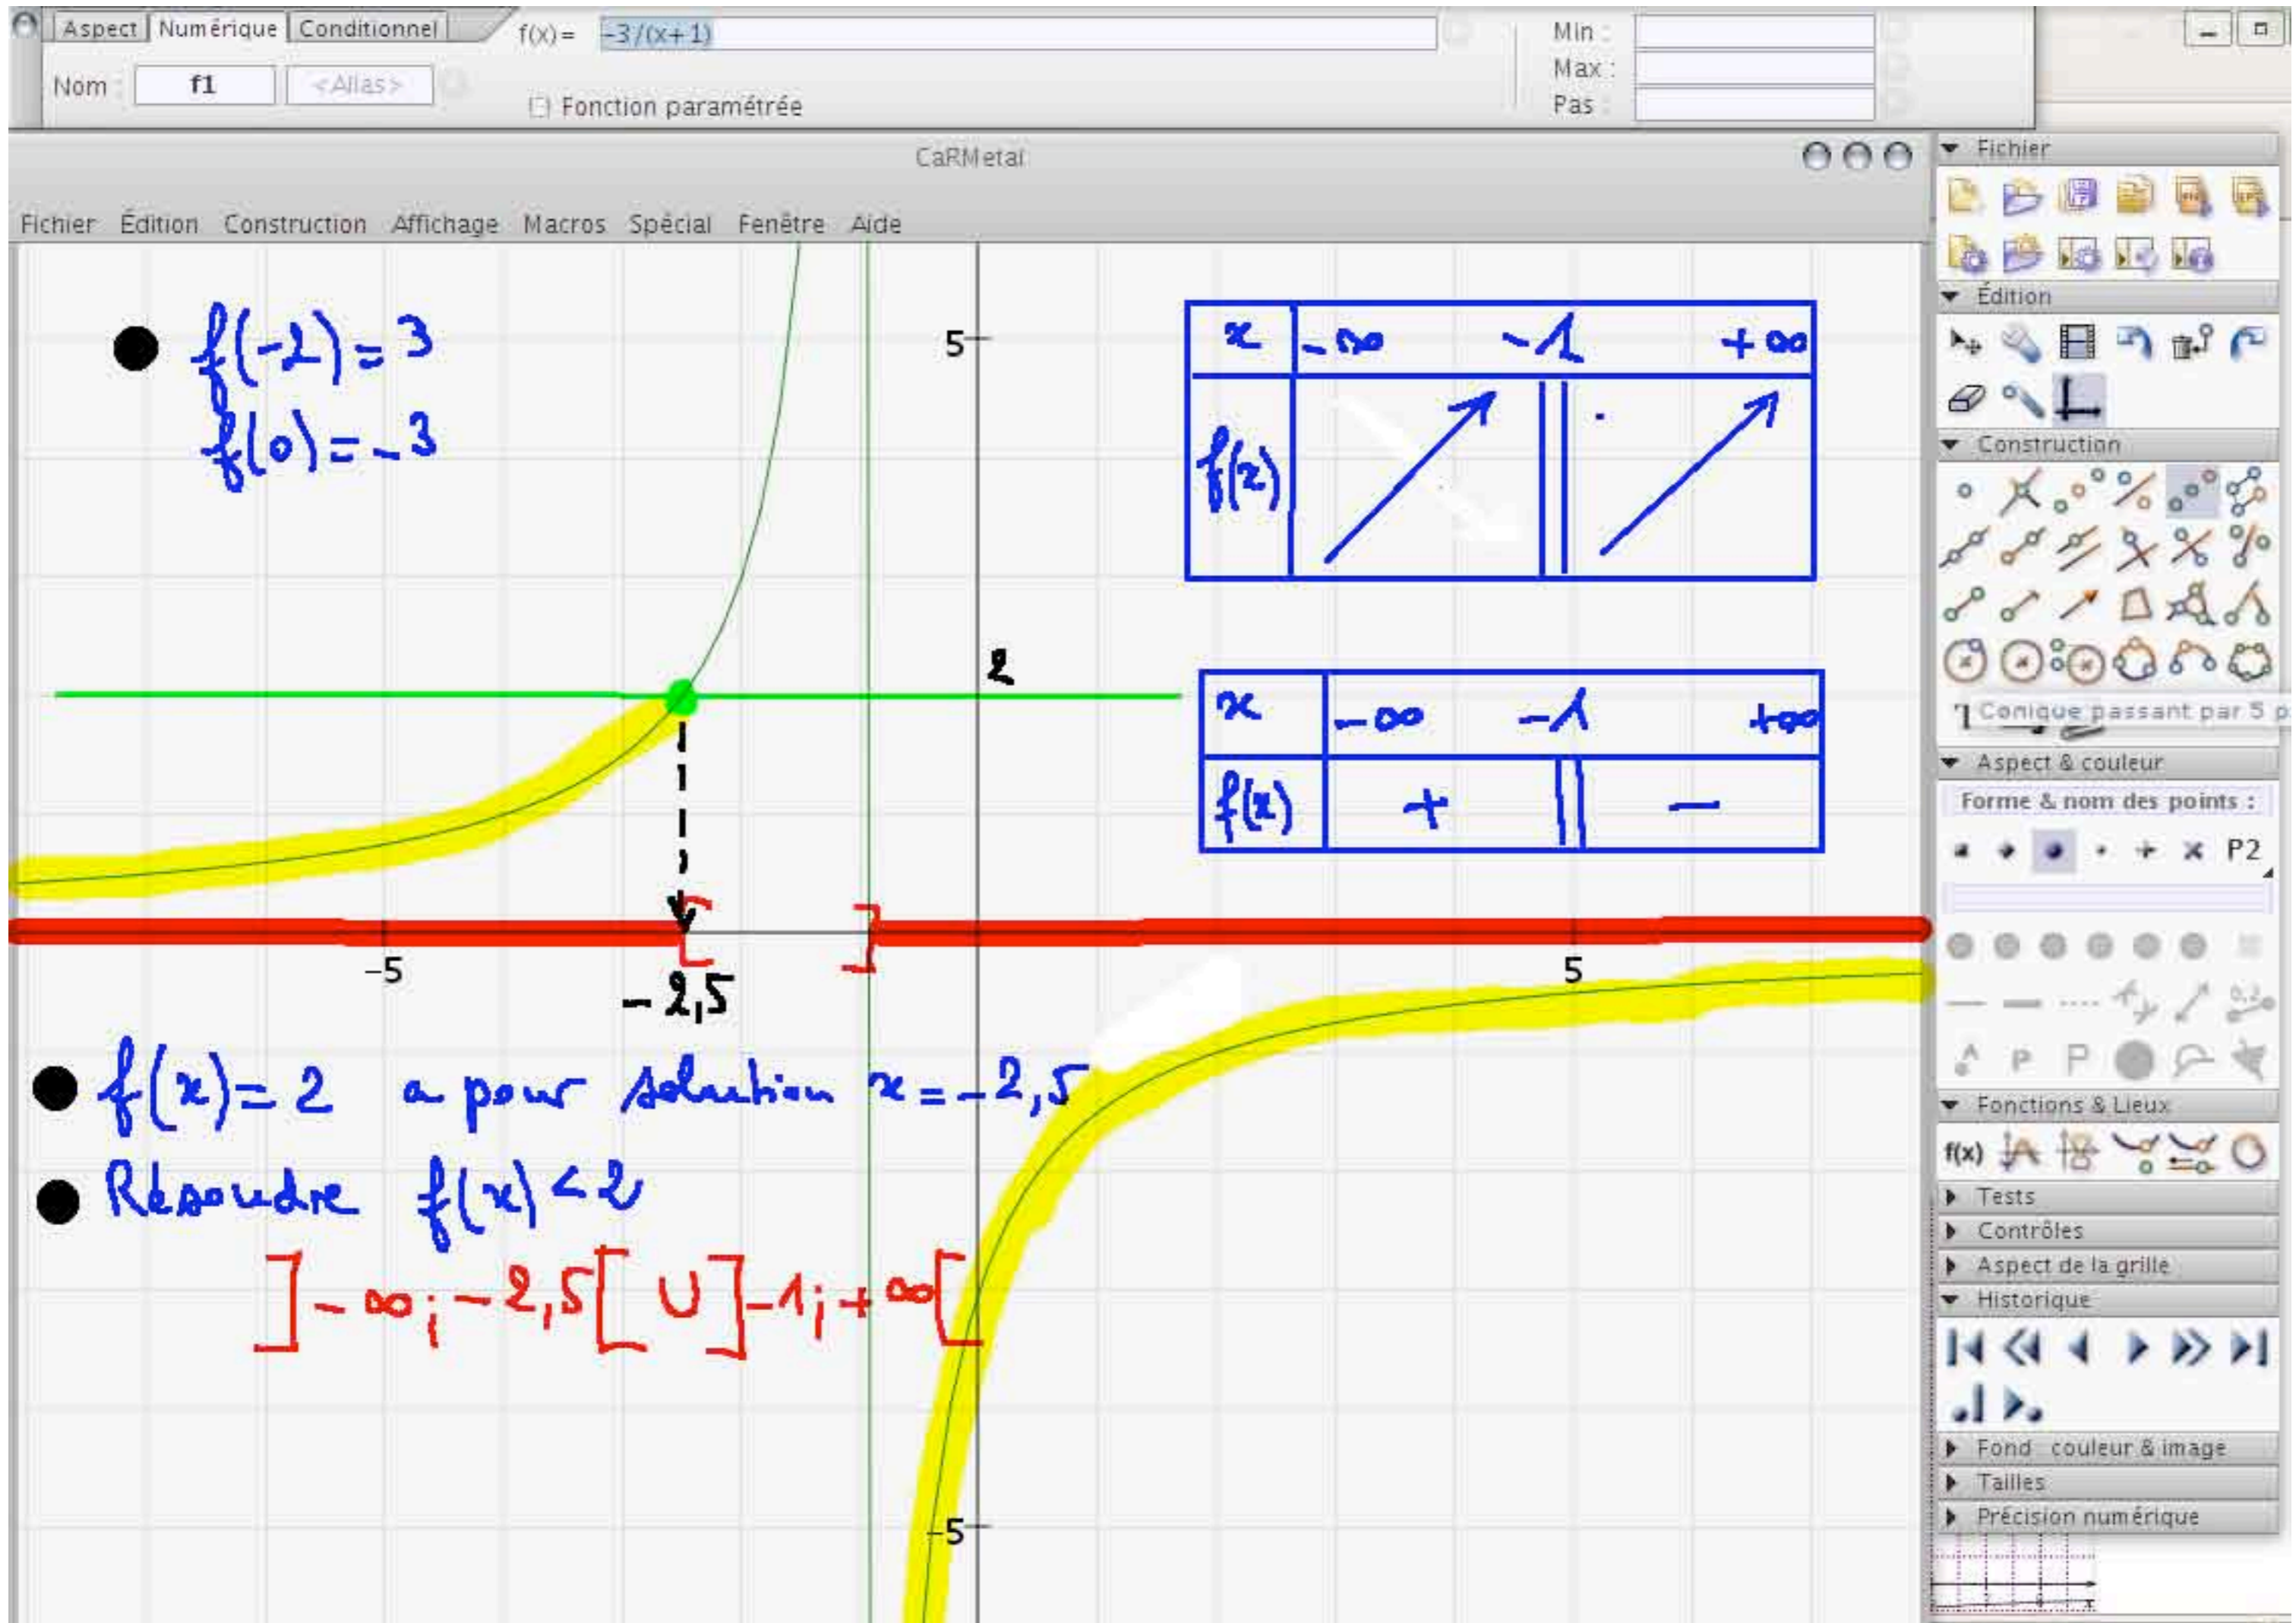 Aspect Numérique Conditionnel
f(x)= -3/(x+1)
Nom : f1 <Alias>
Fonction paramétrée
Min :
Max :
Pas :
CaRMetal
Fichier Édition Construction Affichage Macros Spécial Fenêtre Aide
f(-2)=3
f(0)=-3
5
x -∞ -1 +∞
f(x)
2
x -∞ -1 +∞
f(x) + -
-5
5
-2,5
f(x)=2 a pour solution x=-2,5
Résoudre f(x)<2
]-∞;-2,5[ ∪ ]-1;+∞[
-5
Fichier
Édition
Construction
Conique passant par 5 p
Aspect & couleur
Forme & nom des points :
P2
Fonctions & Lieux
f(x)
Tests
Contrôles
Aspect de la grille
Historique
Fond : couleur & image
Tailles
Précision numérique